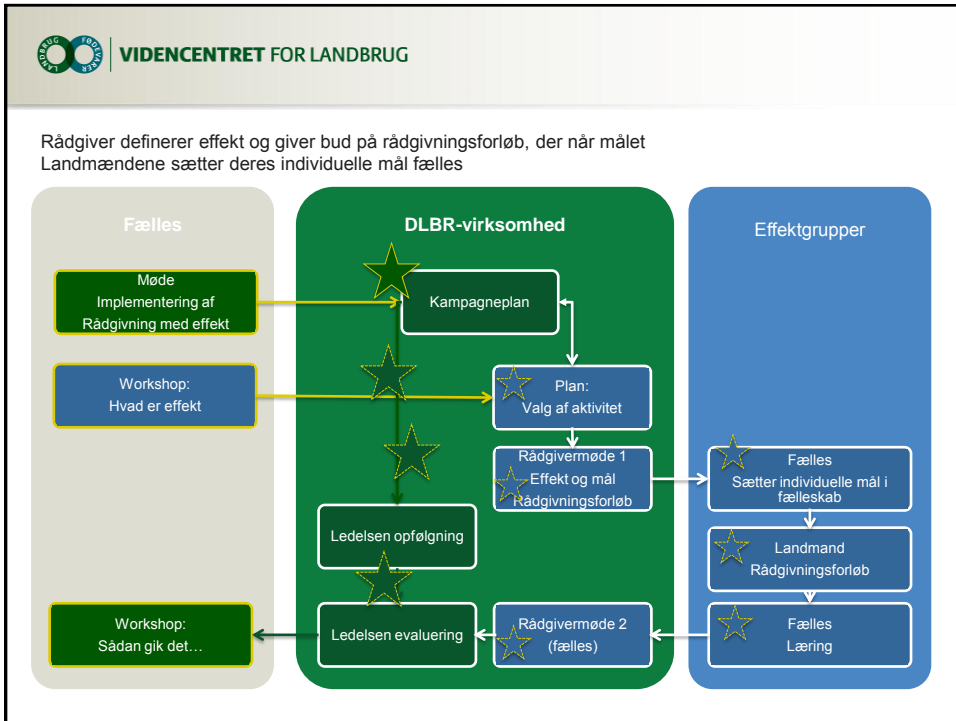 LANDBRUG FØDEVARER
VIDENCENTRET FOR LANDBRUG
Rådgiver definerer effekt og giver bud på rådgivningsforløb, der når målet
Landmændene sætter deres individuelle mål fælles
Fælles
DLBR-virksomhed
Effektgrupper
Møde
Implementering af
Rådgivning med effekt
Kampagneplan
Workshop:
Hvad er effekt
Plan:
Valg af aktivitet
Rådgivermøde 1
Effekt og mål
Rådgivningsforløb
Fælles
Sætter individuelle mål i
fælleskab
Ledelsen opfølgning
Landmand
Rådgivningsforløb
Workshop:
Sådan gik det…
Ledelsen evaluering
Rådgivermøde 2
(fælles)
Fælles
Læring